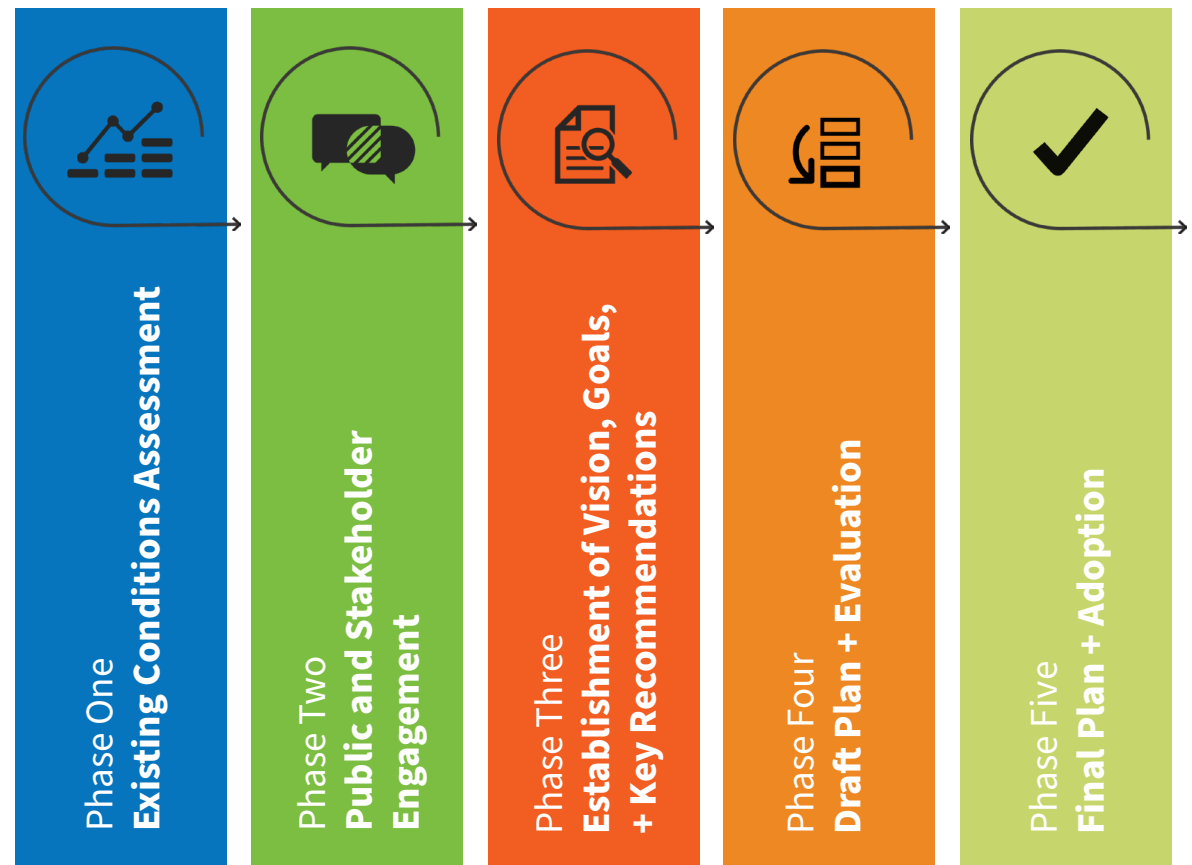 Phase One
Existing Conditions Assessment
Phase Two
Public and Stakeholder
Engagement
Phase Three
Establishment of Vision, Goals,
+ Key Recommendations
Phase Four
Draft Plan + Evaluation
Phase Five
Final Plan + Adoption